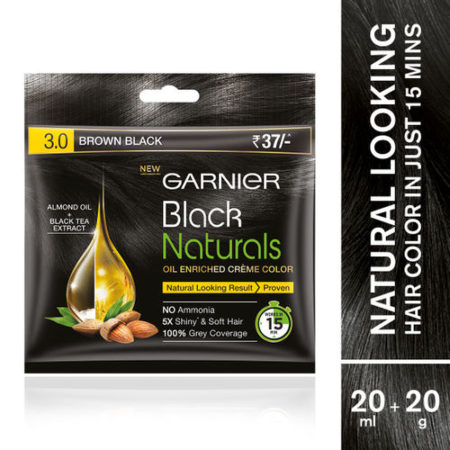 3.0 BROWN BLACK ₹37/-^
NEW
GARNIER
Black
Naturals
OIL ENRICHED CRÈME COLOR
ALMOND OIL
+
BLACK TEA
EXTRACT
Natural Looking Result > Proven
NO Ammonia
5X Shiny* & Soft Hair
100% Grey Coverage
15 MIN
NATURAL LOOKING
HAIR COLOR IN JUST 15 MINS
20 ml + 20 g